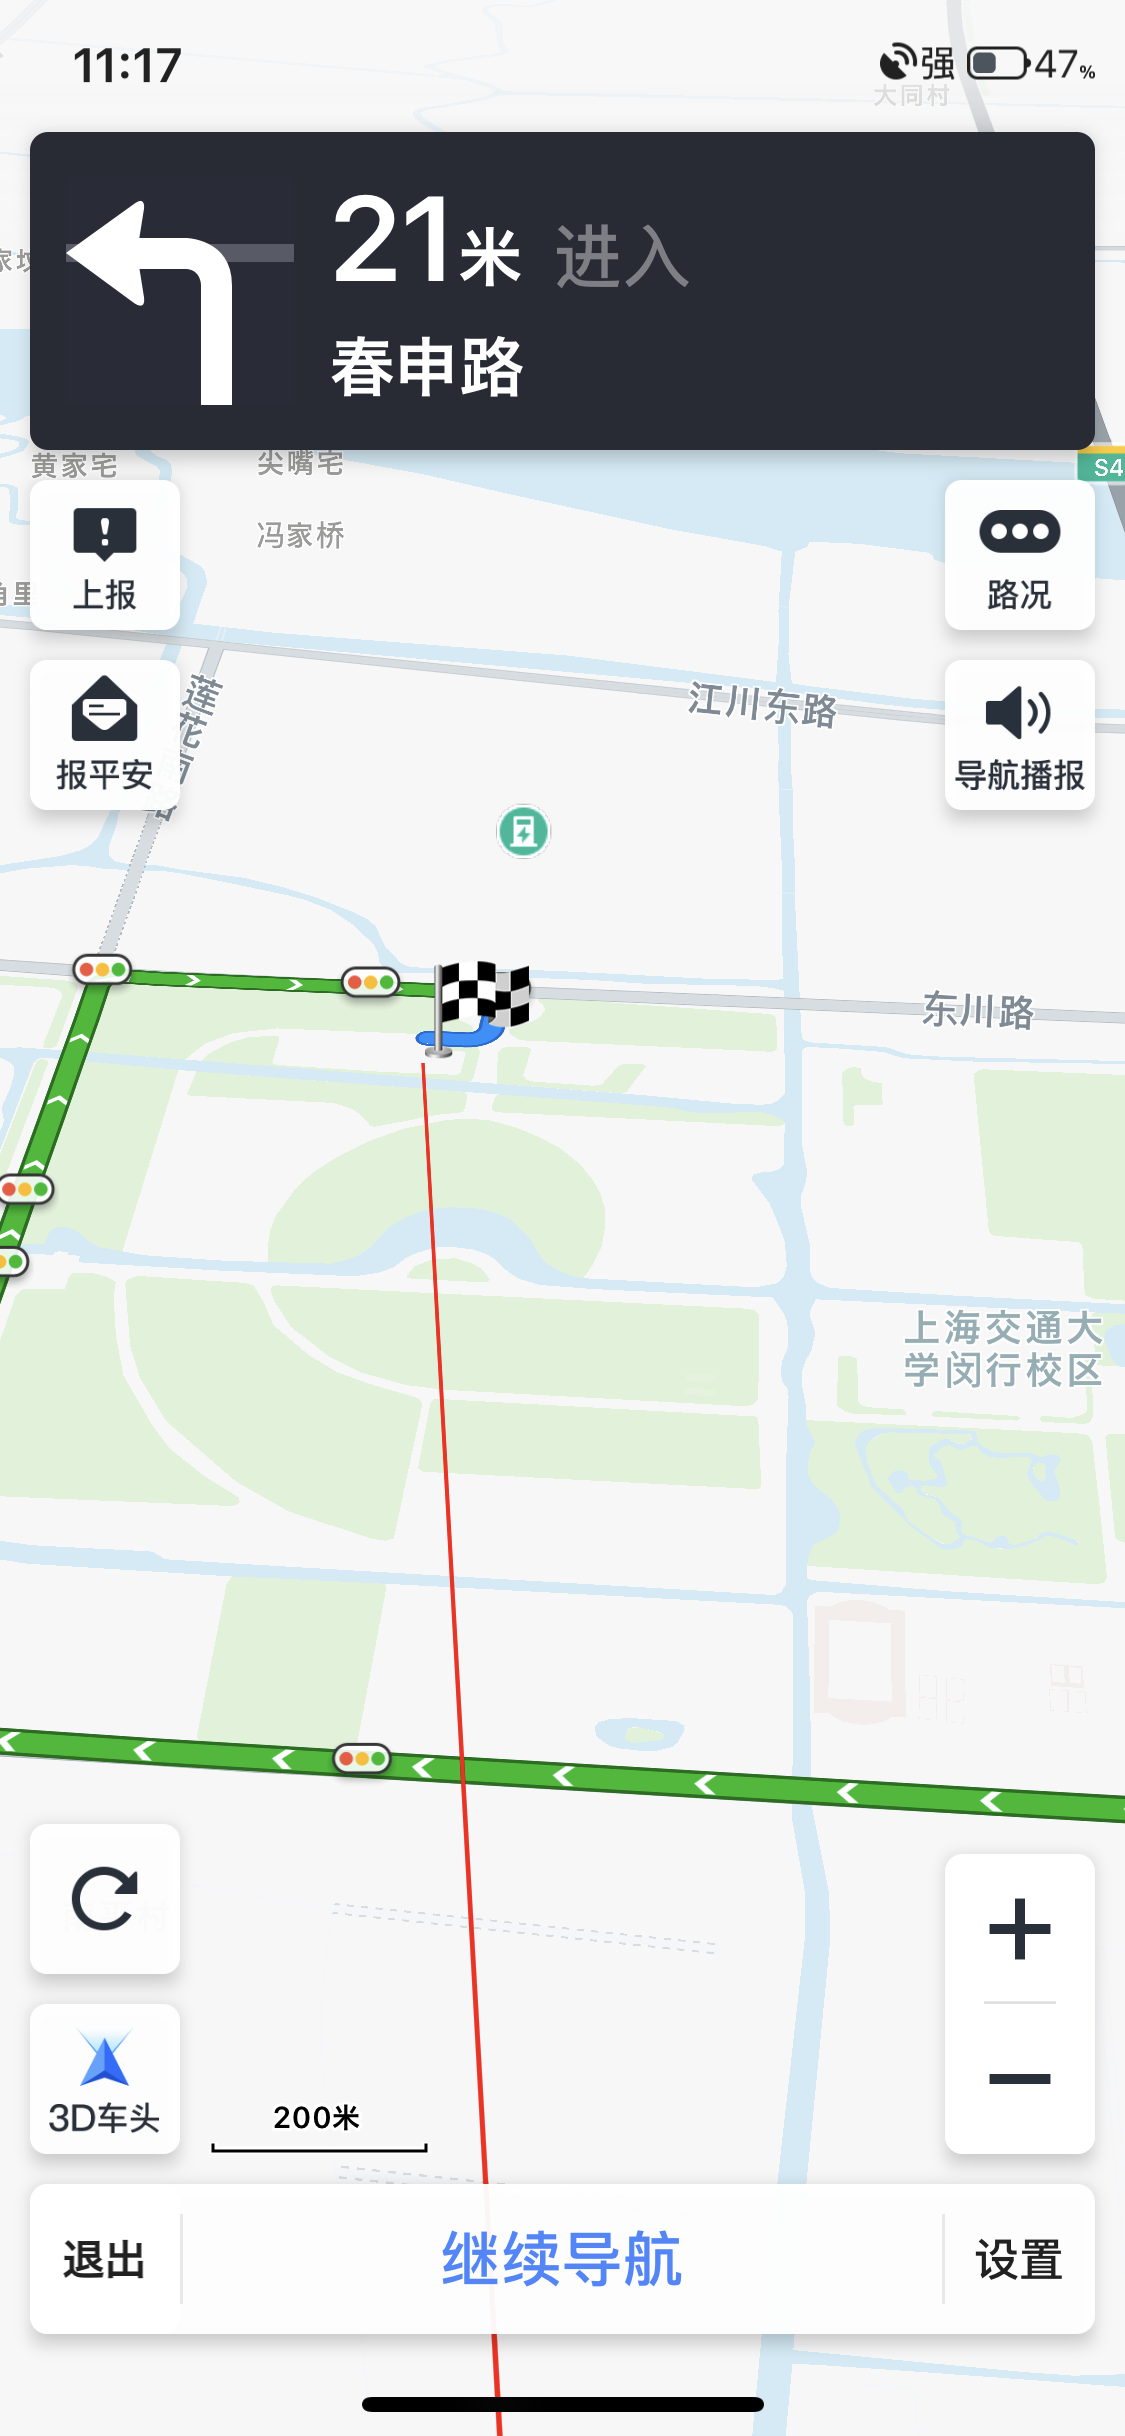 11:17
强
47%
大同村
21米 进入
春申路
黄家宅
尖嘴宅
S4
冯家桥
上报
路况
莲花南路
江川东路
报平安
导航播报
东川路
上海交通大
学闵行校区
3D车头
200米
退出
继续导航
设置